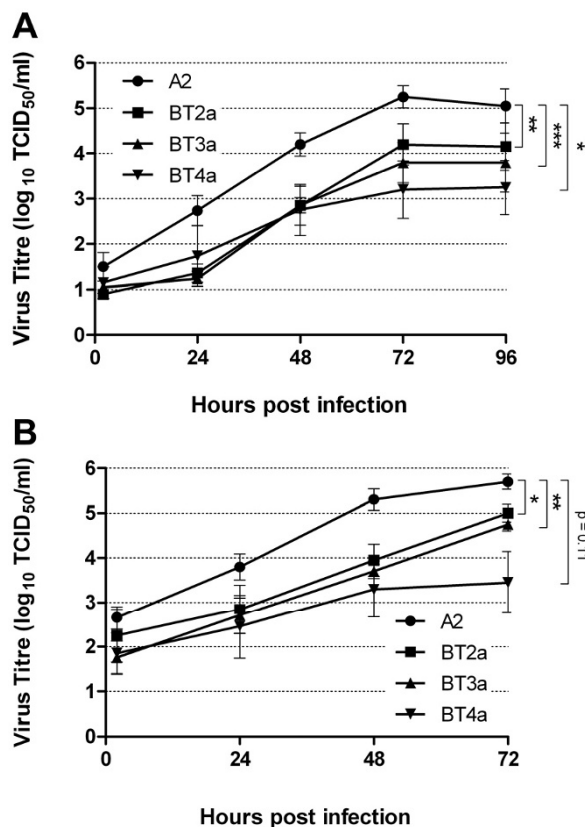 A
Virus Titre (log10 TCID50/ml)
6
5
4
3
2
1
0
A2
BT2a
BT3a
BT4a
**
***
*
0
24
48
72
96
Hours post infection
B
Virus Titre (log10 TCID50/ml)
6
5
4
3
2
1
0
*
**
p = 0.11
A2
BT2a
BT3a
BT4a
0
24
48
72
Hours post infection